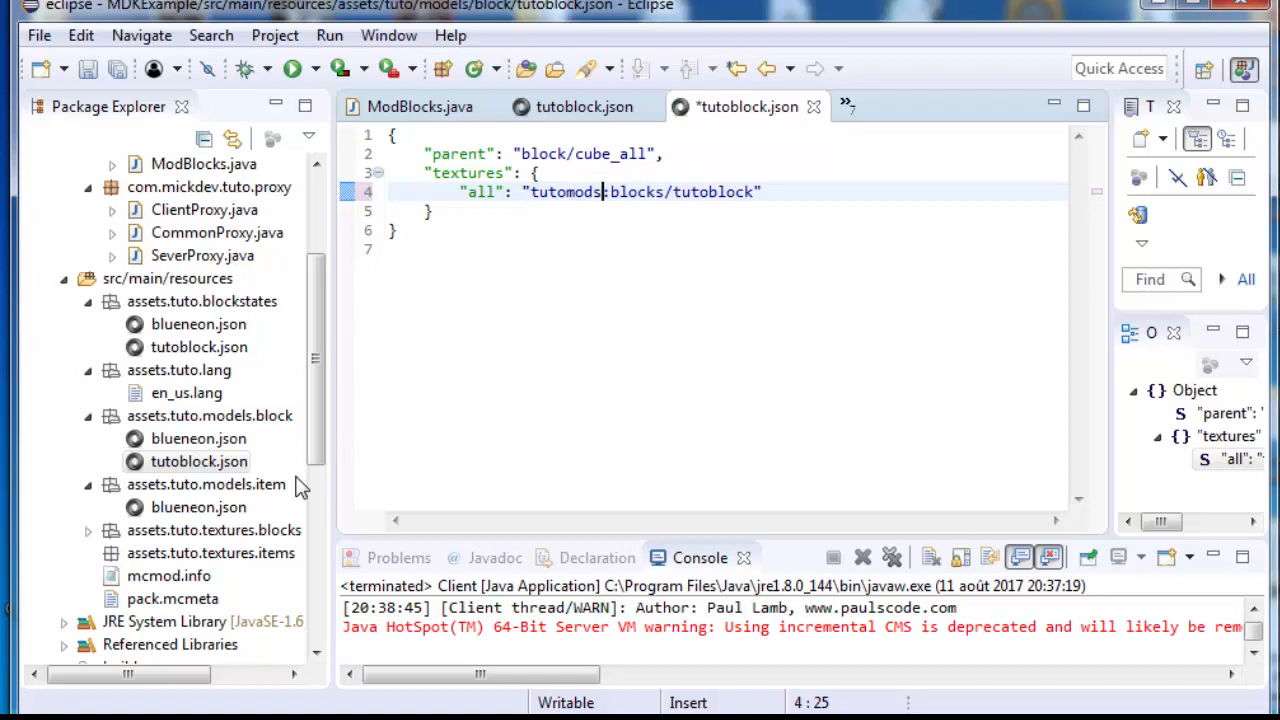 eclipse - MDKExample/src/main/resources/assets/tuto/models/block/tutoblock.json - Eclipse
File Edit Navigate Search Project Run Window Help
Quick Access
Package Explorer
ModBlocks.java tutoblock.json *tutoblock.json »7
T
ModBlocks.java
com.mickdev.tuto.proxy
ClientProxy.java
CommonProxy.java
SeverProxy.java
src/main/resources
assets.tuto.blockstates
blueneon.json
tutoblock.json
assets.tuto.lang
en_us.lang
assets.tuto.models.block
blueneon.json
tutoblock.json
assets.tuto.models.item
blueneon.json
assets.tuto.textures.blocks
assets.tuto.textures.items
mcmod.info
pack.mcmeta
JRE System Library [JavaSE-1.6
Referenced Libraries
1 {
2 "parent": "block/cube_all",
3 "textures": {
4 "all": "tutomods:blocks/tutoblock"
5 }
6 }
7
Find All
O
{} Object
S "parent": '
{} "textures"
S "all":
Problems @ Javadoc Declaration Console
<terminated> Client [Java Application] C:\Program Files\Java\jre1.8.0_144\bin\javaw.exe (11 août 2017 20:37:19)
[20:38:45] [Client thread/WARN]: Author: Paul Lamb, www.paulscode.com
Java HotSpot(TM) 64-Bit Server VM warning: Using incremental CMS is deprecated and will likely be rem
Writable Insert 4 : 25